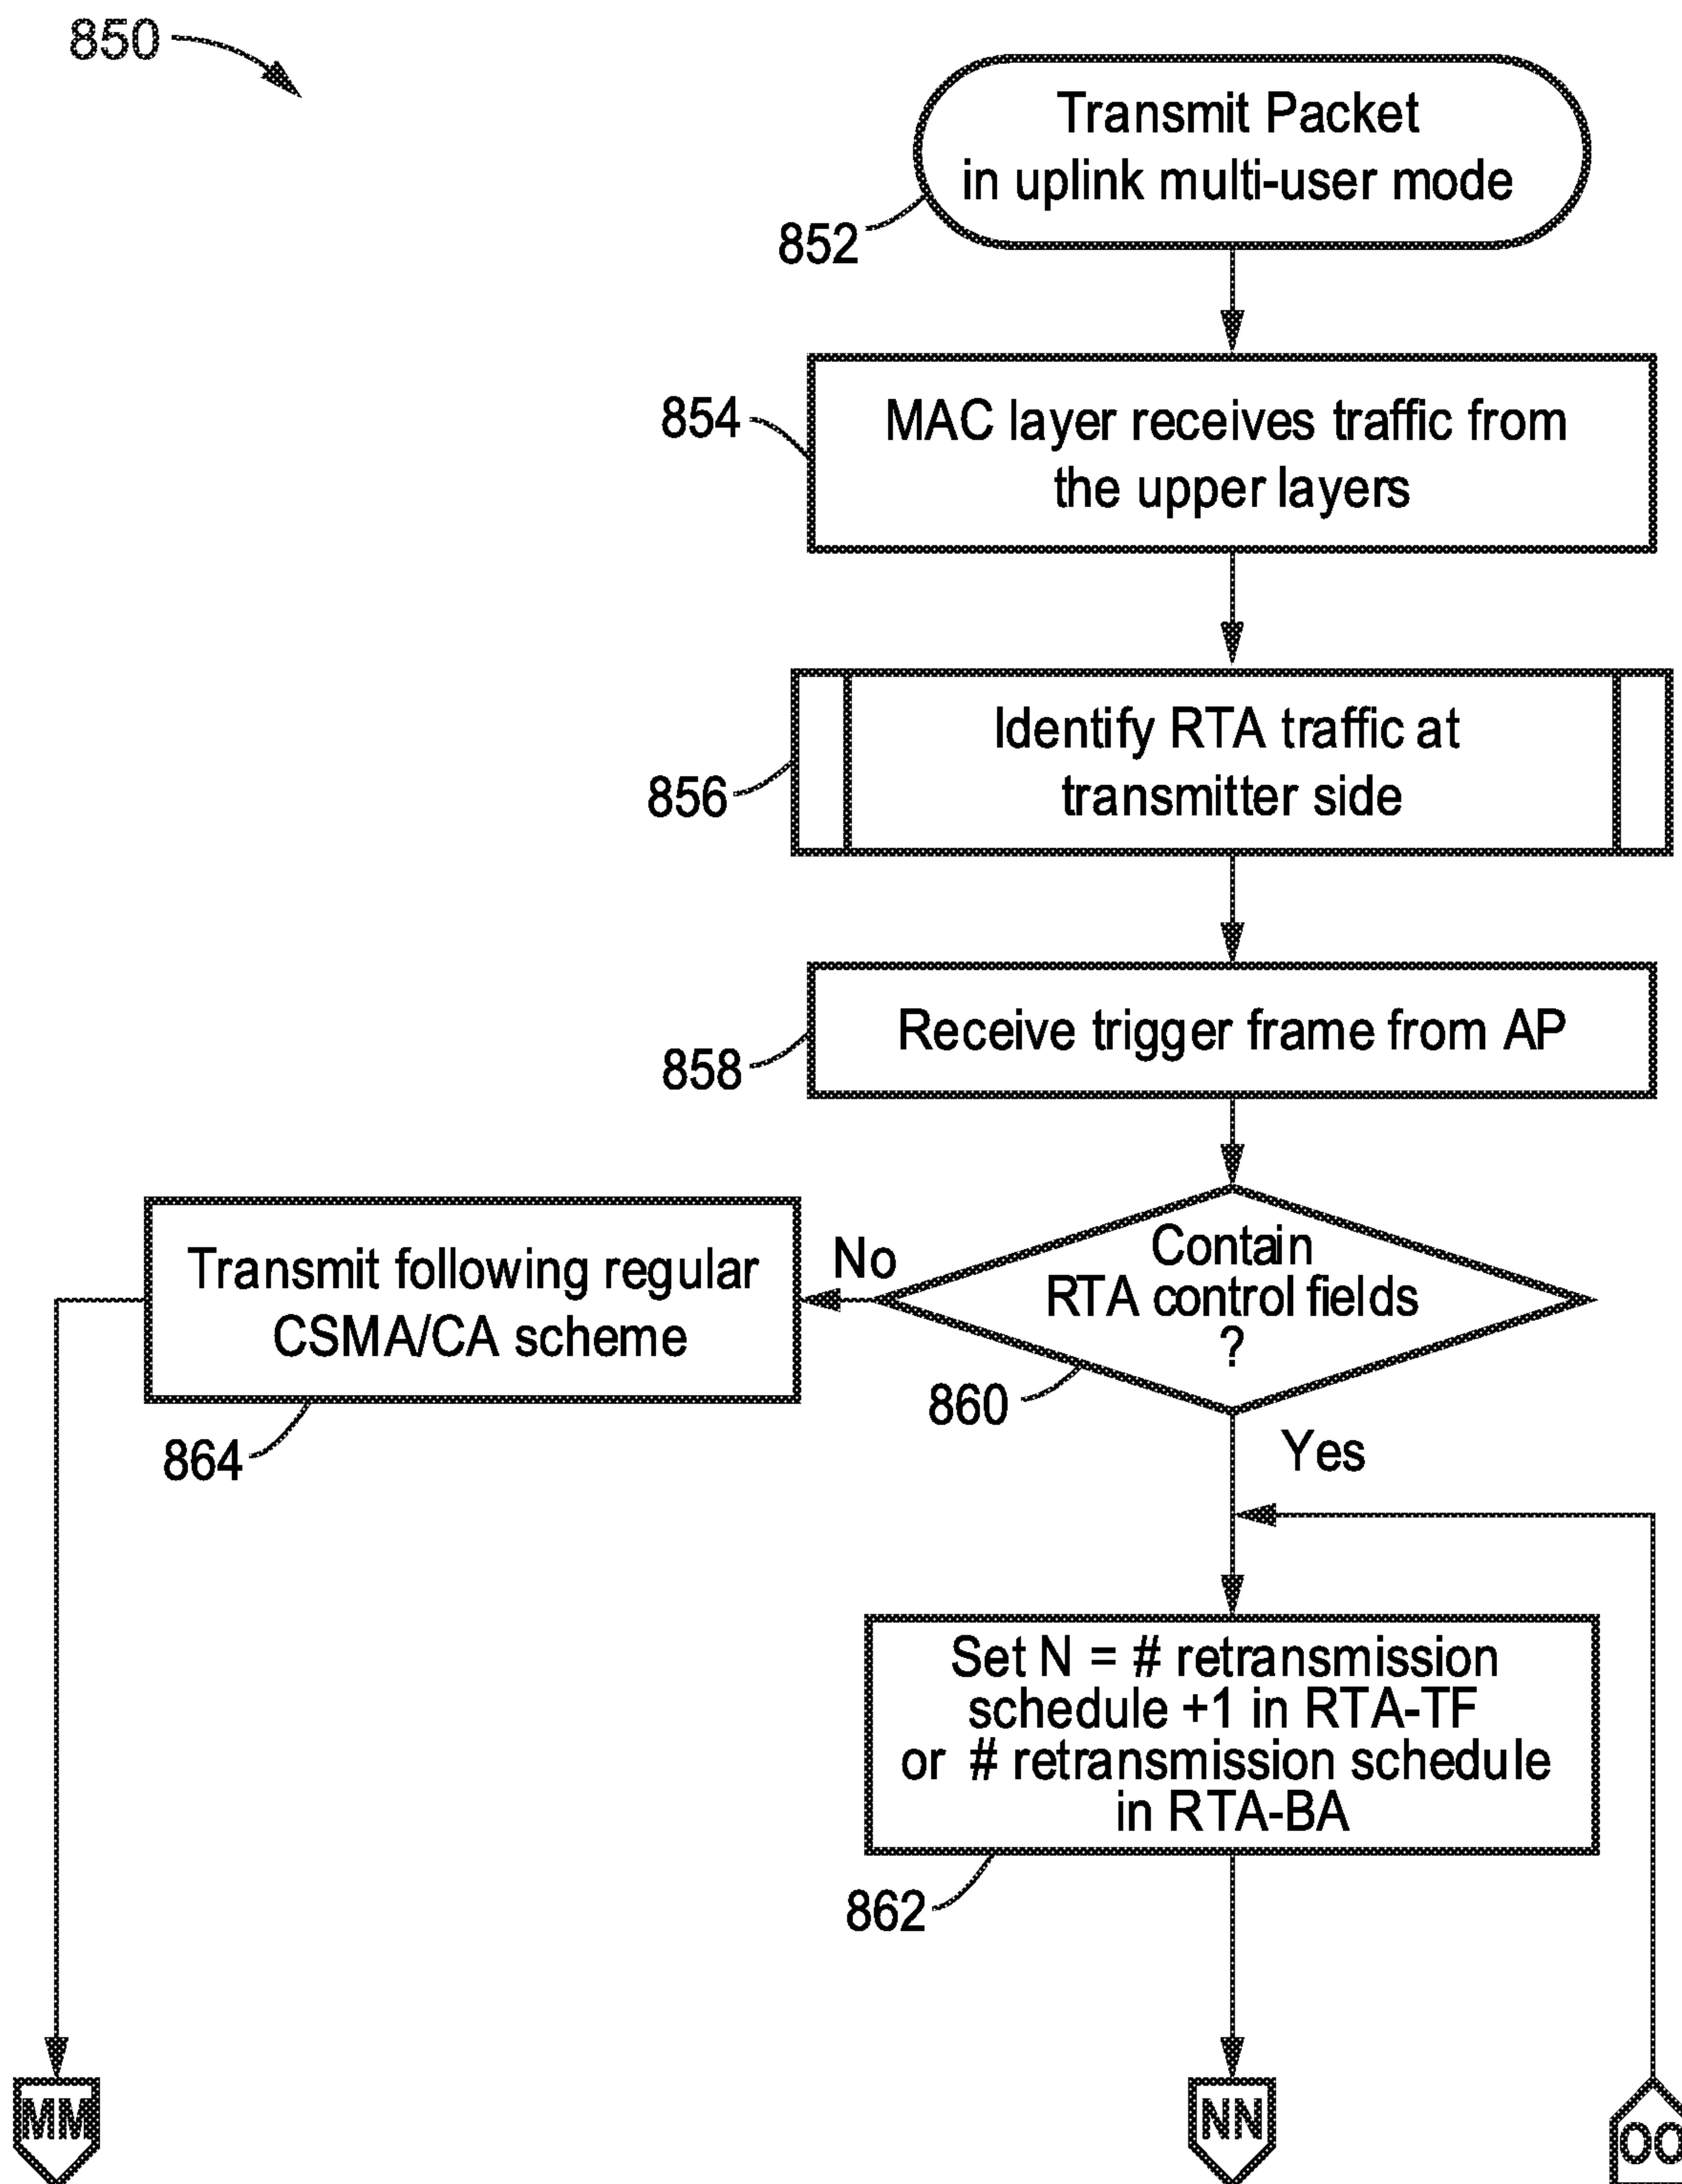 850
Transmit Packet
in uplink multi-user mode
852
MAC layer receives traffic from
the upper layers
854
Identify RTA traffic at
transmitter side
856
Receive trigger frame from AP
858
Contain
RTA control fields
?
860
No
Transmit following regular
CSMA/CA scheme
864
Yes
Set N = # retransmission
schedule +1 in RTA-TF
or # retransmission schedule
in RTA-BA
862
MM
NN
OO